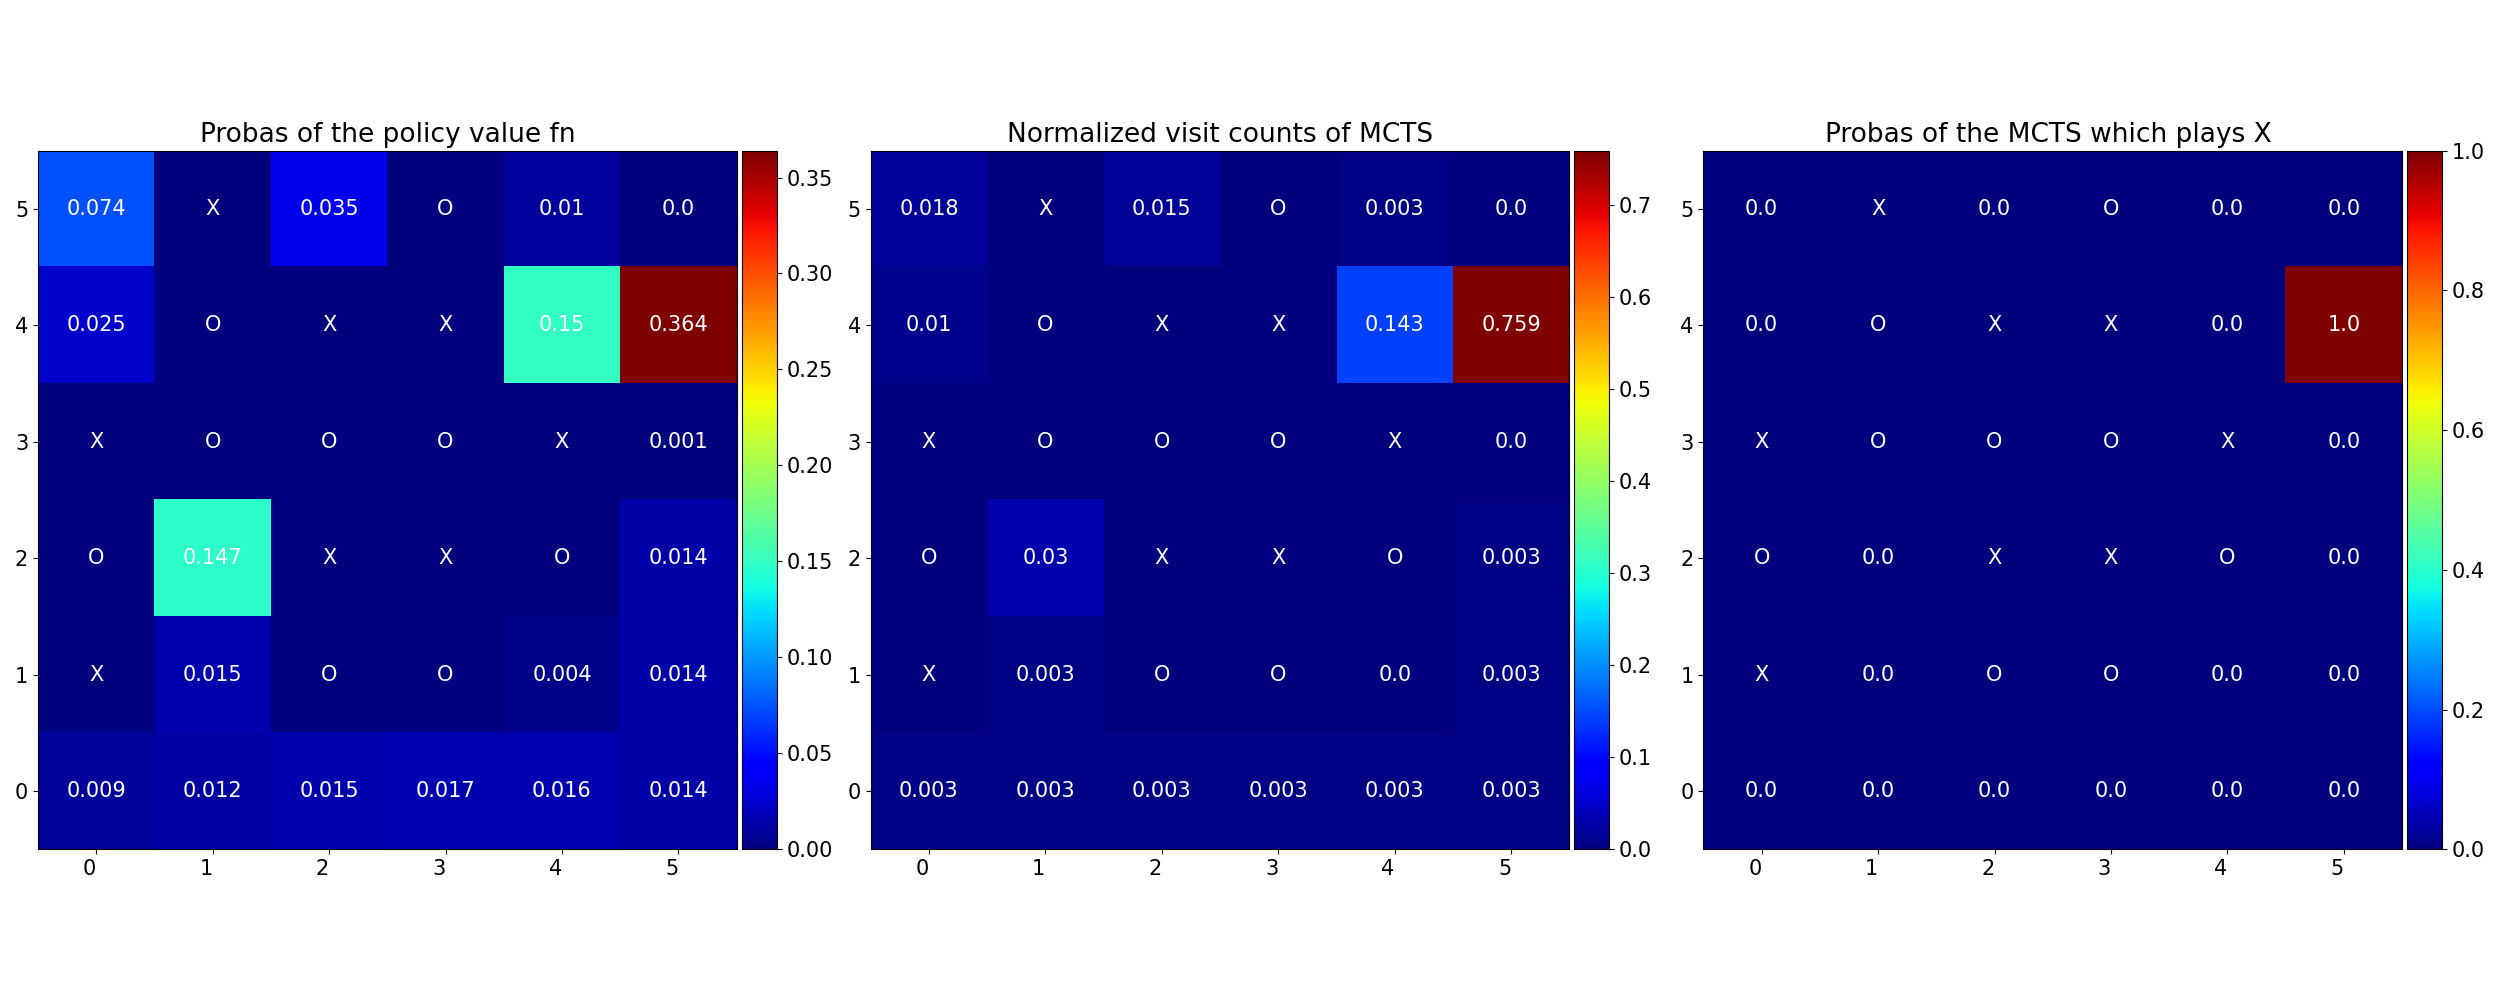 Probas of the policy value fn
5 0.074 X 0.035 O 0.01 0.0
4 0.025 O X X 0.15 0.364
3 X O O O X 0.001
2 O 0.147 X X O 0.014
1 X 0.015 O O 0.004 0.014
0 0.009 0.012 0.015 0.017 0.016 0.014
0 1 2 3 4 5
0.35
0.30
0.25
0.20
0.15
0.10
0.05
0.00
Normalized visit counts of MCTS
5 0.018 X 0.015 O 0.003 0.0
4 0.01 O X X 0.143 0.759
3 X O O O X 0.0
2 O 0.03 X X O 0.003
1 X 0.003 O O 0.0 0.003
0 0.003 0.003 0.003 0.003 0.003 0.003
0 1 2 3 4 5
0.7
0.6
0.5
0.4
0.3
0.2
0.1
0.0
Probas of the MCTS which plays X
5 0.0 X 0.0 O 0.0 0.0
4 0.0 O X X 0.0 1.0
3 X O O O X 0.0
2 O 0.0 X X O 0.0
1 X 0.0 O O 0.0 0.0
0 0.0 0.0 0.0 0.0 0.0 0.0
0 1 2 3 4 5
1.0
0.8
0.6
0.4
0.2
0.0